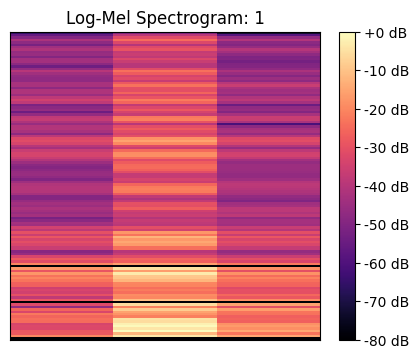 Log-Mel Spectrogram: 1
+0 dB
-10 dB
-20 dB
-30 dB
-40 dB
-50 dB
-60 dB
-70 dB
-80 dB